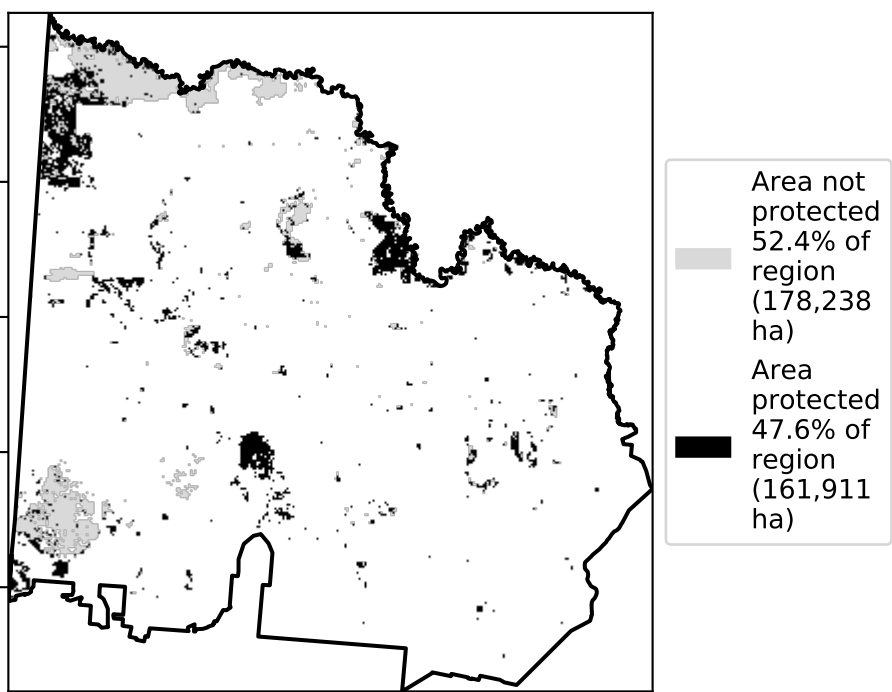 Area not
protected
52.4% of
region
(178,238
ha)
Area
protected
47.6% of
region
(161,911
ha)